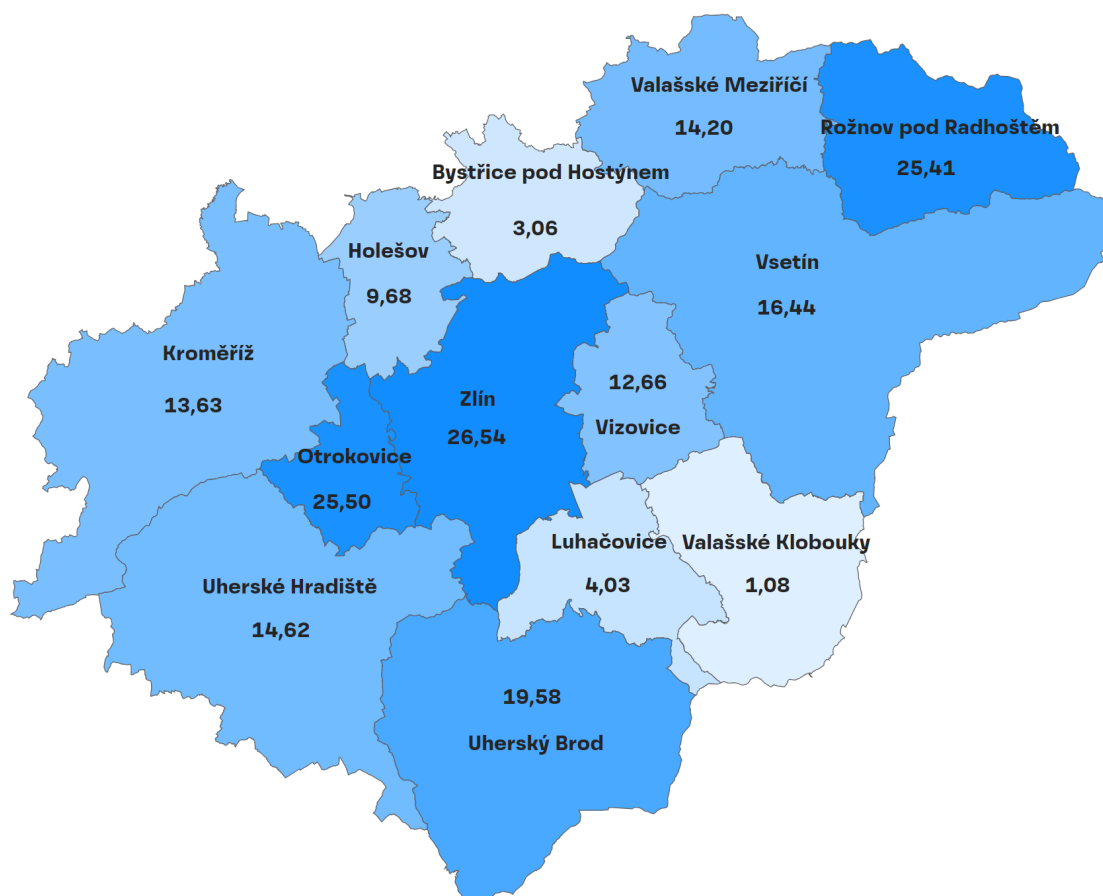 Valašské Meziříčí
14,20
Rožnov pod Radhoštěm
25,41
Bystřice pod Hostýnem
3,06
Holešov
9,68
Vsetín
16,44
Kroměříž
13,63
Zlín
26,54
12,66
Vizovice
Otrokovice
25,50
Luhačovice
4,03
Valašské Klobouky
1,08
Uherské Hradiště
14,62
19,58
Uherský Brod